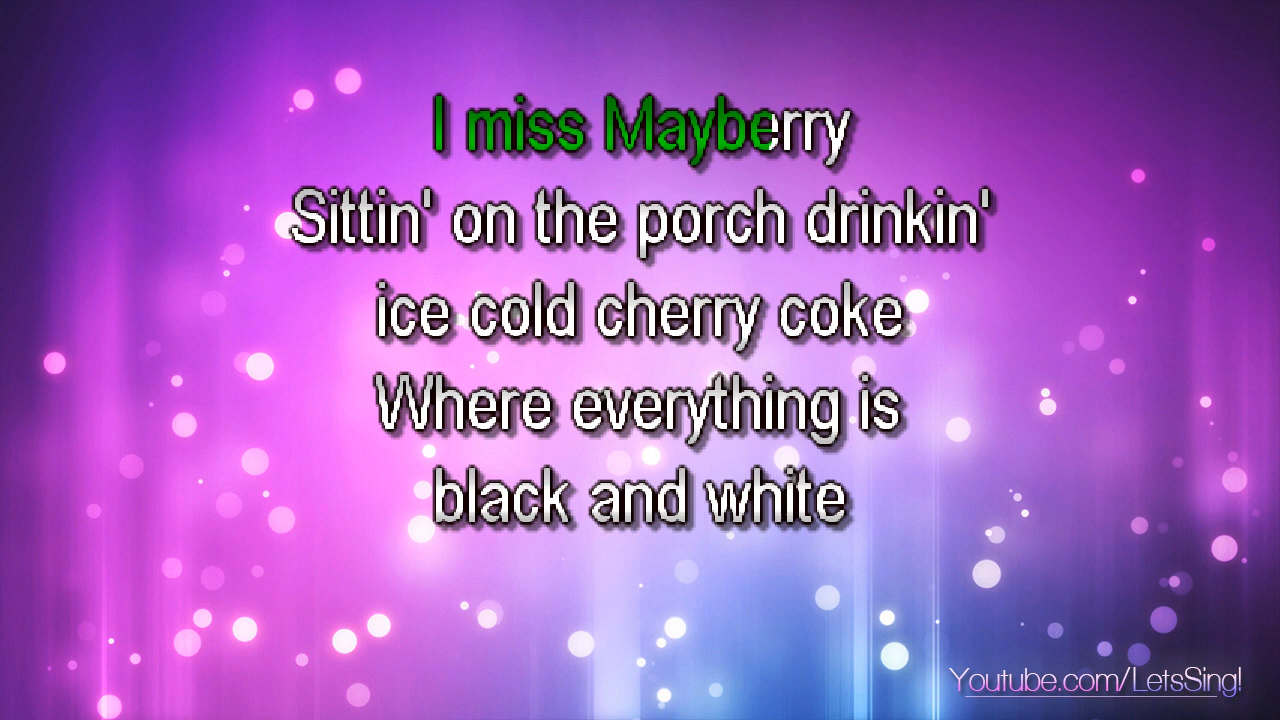 I miss Mayberry
Sittin' on the porch drinkin'
ice cold cherry coke
Where everything is
black and white
Youtube.com/LetsSing!